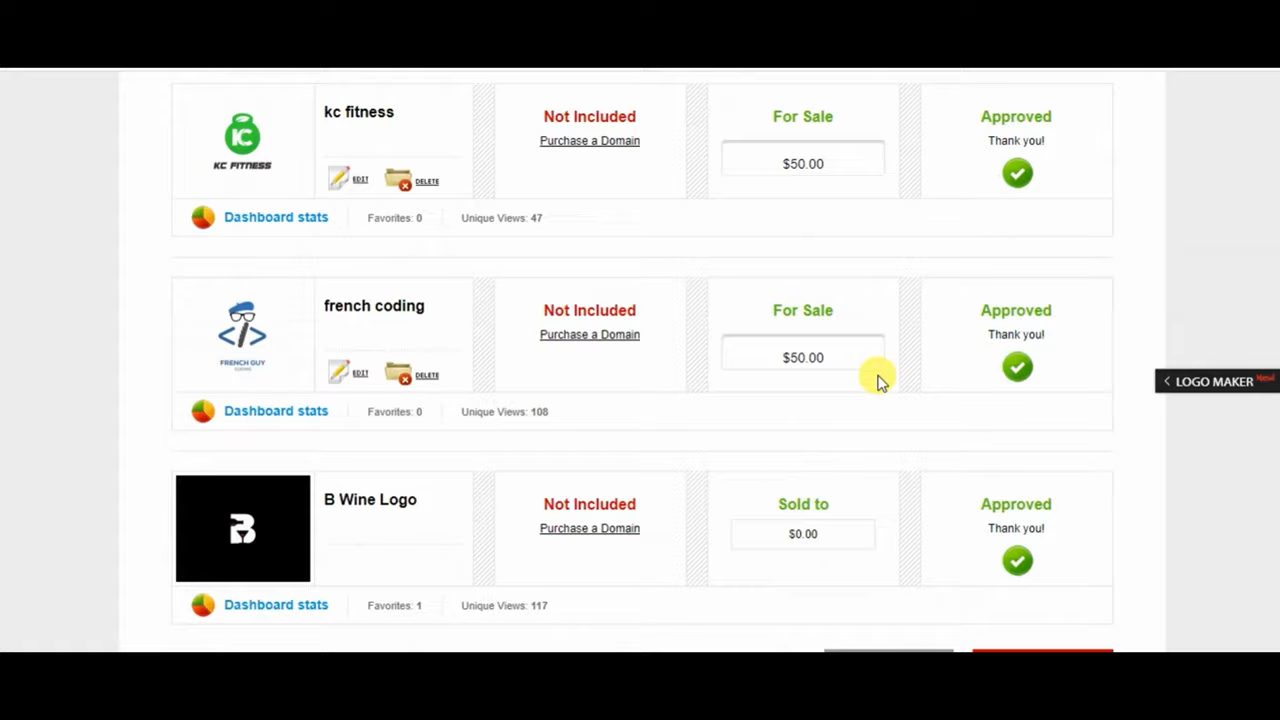 kc fitness
Not Included
Purchase a Domain
For Sale
$50.00
Approved
Thank you!
KC
KC FITNESS
EDIT
DELETE
Dashboard stats
Favorites: 0
Unique Views: 47
french coding
Not Included
Purchase a Domain
For Sale
$50.00
Approved
Thank you!
FRENCH GUY
CODING
EDIT
DELETE
Dashboard stats
Favorites: 0
Unique Views: 108
< LOGO MAKER New!
B Wine Logo
Not Included
Purchase a Domain
Sold to
$0.00
Approved
Thank you!
B
Dashboard stats
Favorites: 1
Unique Views: 117